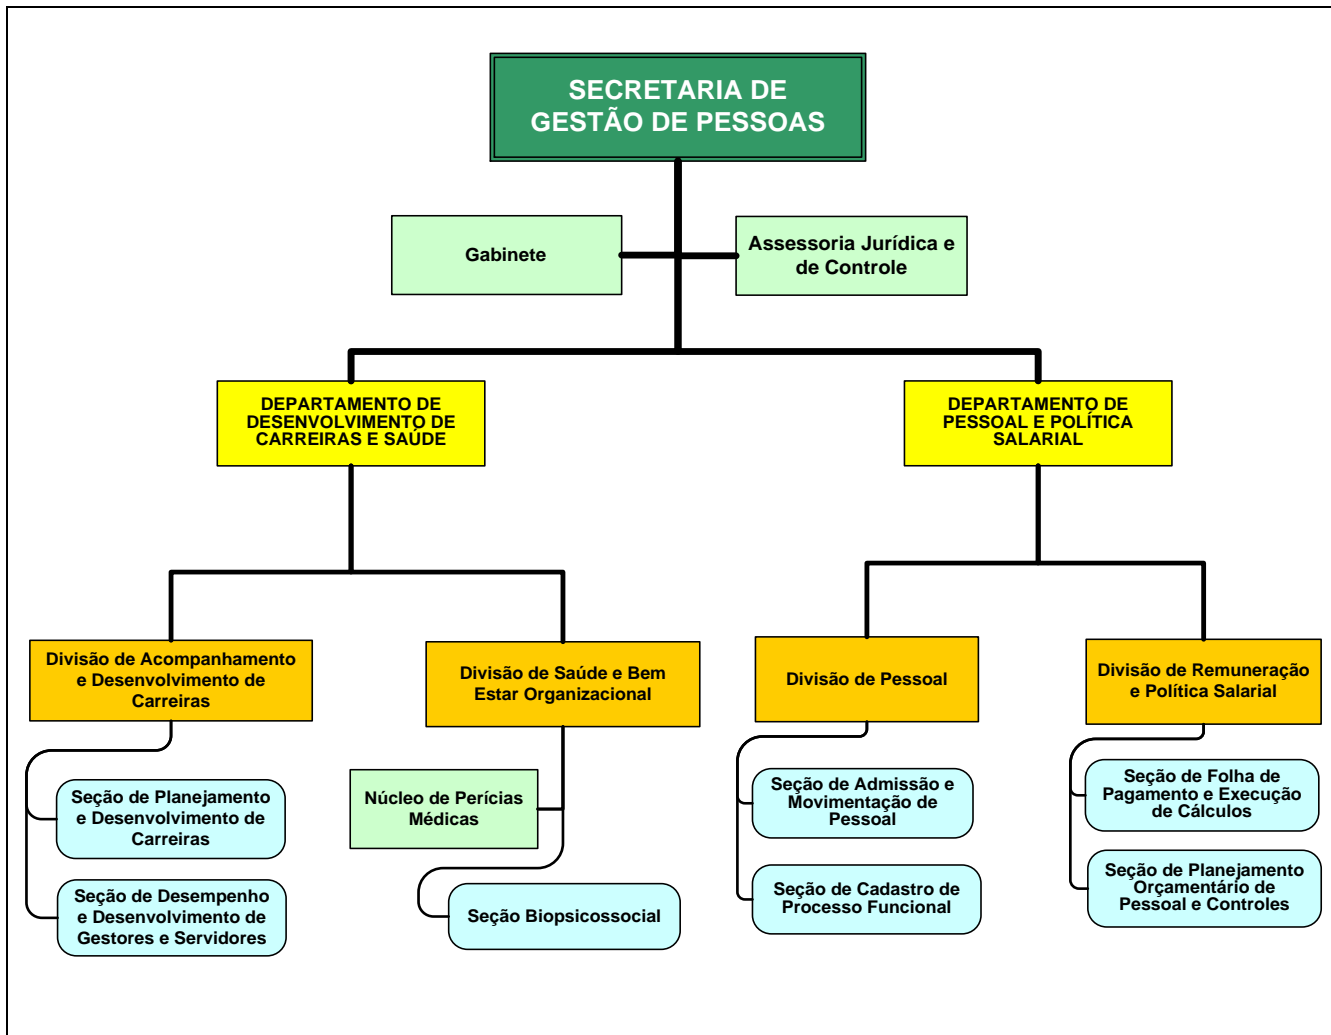 SECRETARIA DE
GESTÃO DE PESSOAS
Gabinete
Assessoria Jurídica e
de Controle
DEPARTAMENTO DE
DESENVOLVIMENTO DE
CARREIRAS E SAÚDE
DEPARTAMENTO DE
PESSOAL E POLÍTICA
SALARIAL
Divisão de Acompanhamento
e Desenvolvimento de
Carreiras
Divisão de Saúde e Bem
Estar Organizacional
Divisão de Pessoal
Divisão de Remuneração
e Política Salarial
Seção de Planejamento
e Desenvolvimento de
Carreiras
Núcleo de Perícias
Médicas
Seção de Admissão e
Movimentação de
Pessoal
Seção de Folha de
Pagamento e Execução
de Cálculos
Seção de Desempenho
e Desenvolvimento de
Gestores e Servidores
Seção Biopsicossocial
Seção de Cadastro de
Processo Funcional
Seção de Planejamento
Orçamentário de
Pessoal e Controles